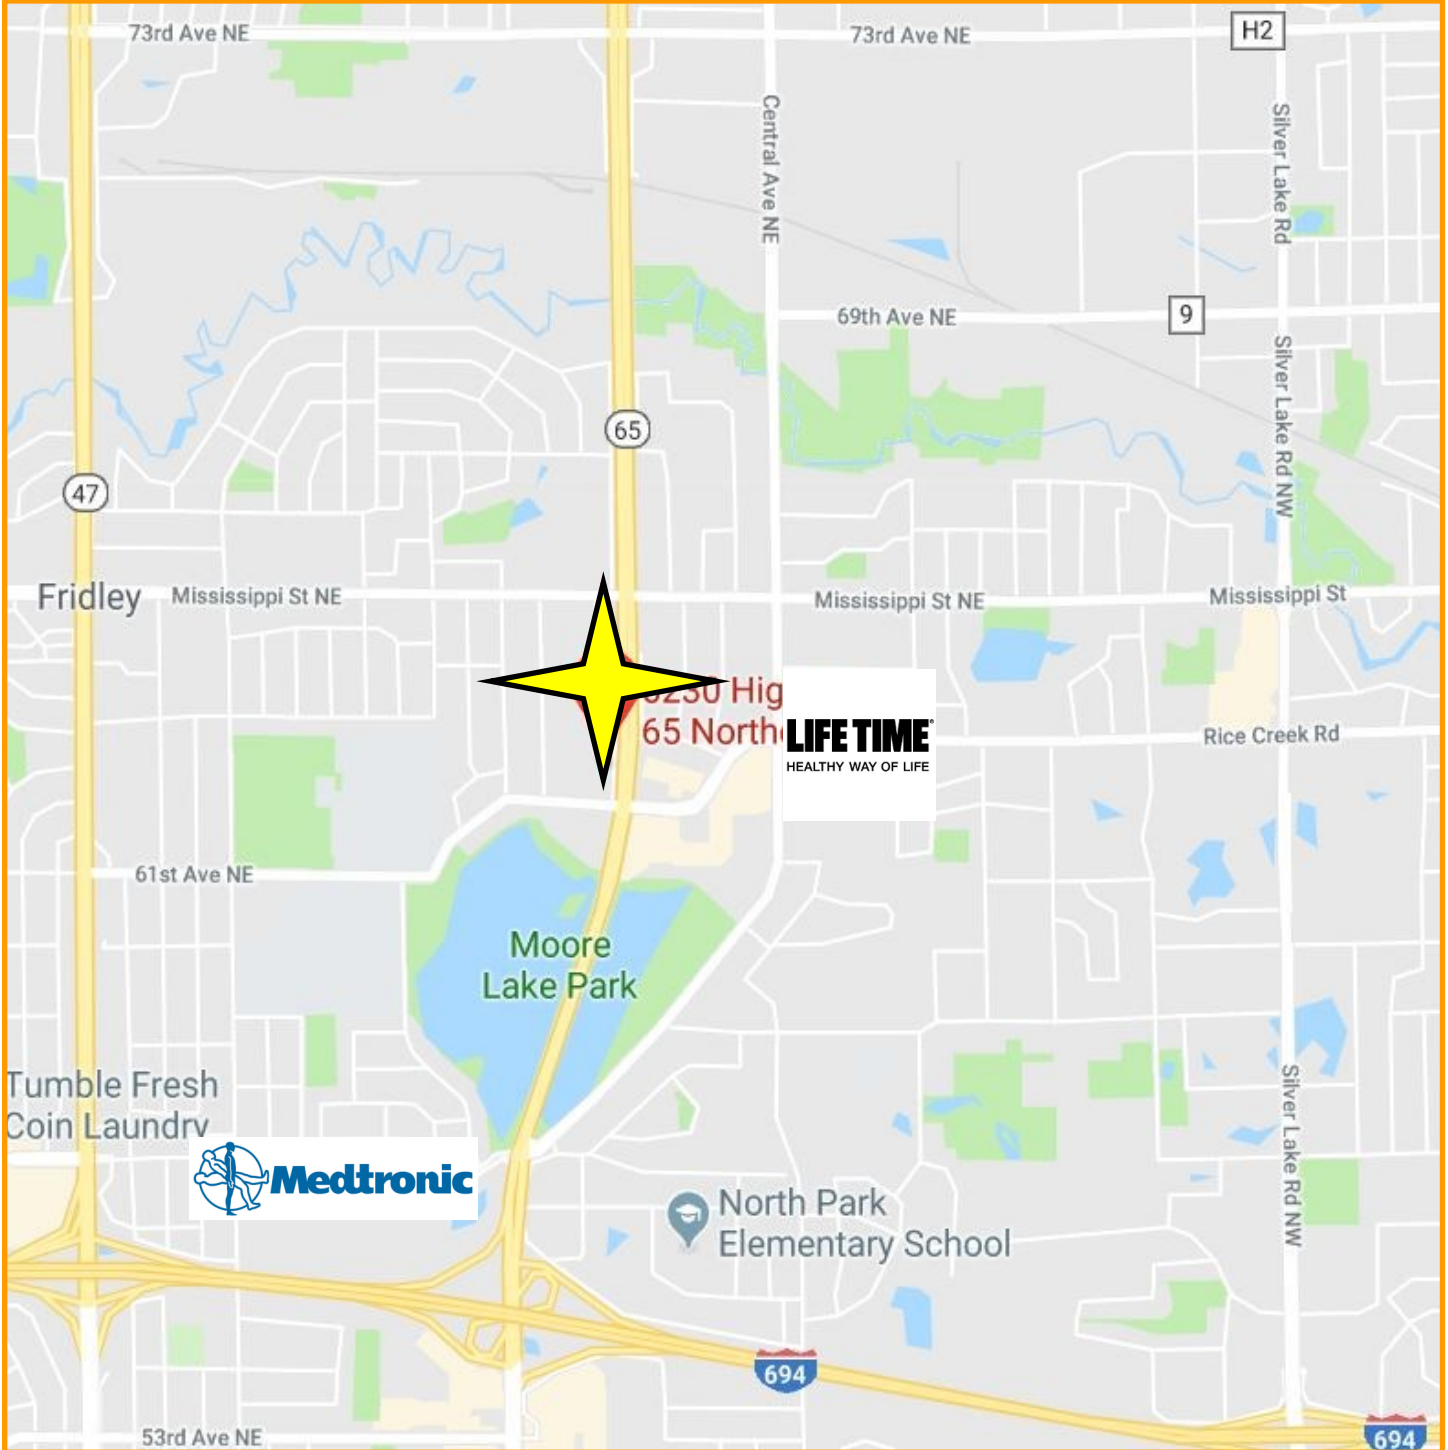 73rd Ave NE
73rd Ave NE
H2
Central Ave NE
Silver Lake Rd
69th Ave NE
9
Silver Lake Rd NW
65
47
Fridley
Mississippi St NE
Mississippi St NE
Mississippi St
6230 Hig
65 North
LIFE TIME
HEALTHY WAY OF LIFE
Rice Creek Rd
61st Ave NE
Moore
Lake Park
Tumble Fresh
Coin Laundry
Medtronic
Silver Lake Rd NW
North Park
Elementary School
694
694
53rd Ave NE